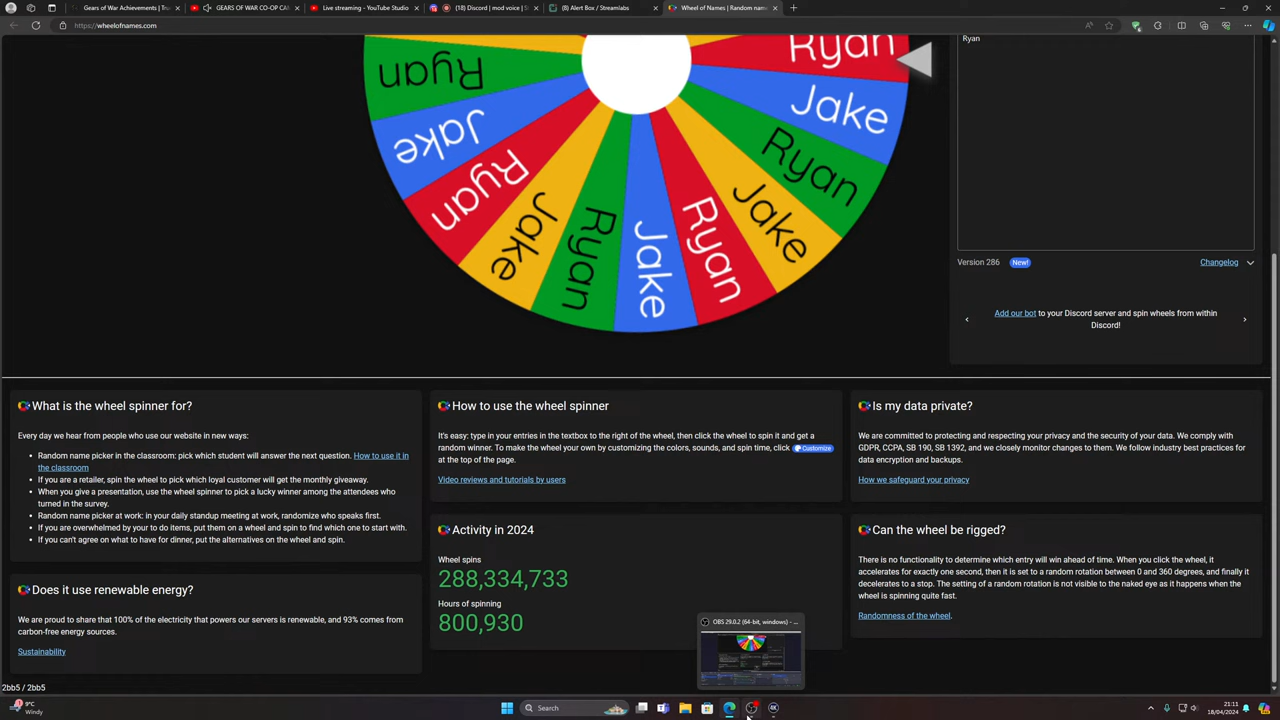 Gears of War Achievements | Tru
GEARS OF WAR CO-OP CAM
Live streaming - YouTube Studio
(18) Discord | mod voice | S
(8) Alert Box / Streamlabs
Wheel of Names | Random name
https://wheelofnames.com
Ryan
Jake
Ryan
Jake
Ryan
Jake
Ryan
Jake
Ryan
Jake
Ryan
Ryan
Version 286 New! Changelog
Add our bot to your Discord server and spin wheels from within
Discord!
What is the wheel spinner for?
Every day we hear from people who use our website in new ways:
Random name picker in the classroom: pick which student will answer the next question. How to use it in
the classroom
If you are a retailer, spin the wheel to pick which loyal customer will get the monthly giveaway.
When you give a presentation, use the wheel spinner to pick a lucky winner among the attendees who
turned in the survey.
Random name picker at work: in your daily standup meeting at work, randomize who speaks first.
If you are overwhelmed by your to do items, put them on a wheel and spin to find which one to start with.
If you can't agree on what to have for dinner, put the alternatives on the wheel and spin.
Does it use renewable energy?
We are proud to share that 100% of the electricity that powers our servers is renewable, and 93% comes from
carbon-free energy sources.
Sustainability
How to use the wheel spinner
It's easy: type in your entries in the textbox to the right of the wheel, then click the wheel to spin it and get a
random winner. To make the wheel your own by customizing the colors, sounds, and spin time, click Customize
at the top of the page.
Video reviews and tutorials by users
Activity in 2024
Wheel spins
288,334,733
Hours of spinning
800,930
Is my data private?
We are committed to protecting and respecting your privacy and the security of your data. We comply with
GDPR, CCPA, SB 190, SB 1392, and we closely monitor changes to them. We follow industry best practices for
data encryption and backups.
How we safeguard your privacy
Can the wheel be rigged?
There is no functionality to determine which entry will win ahead of time. When you click the wheel, it
accelerates for exactly one second, then it is set to a random rotation between 0 and 360 degrees, and finally it
decelerates to a stop. The setting of a random rotation is not visible to the naked eye as it happens when the
wheel is spinning quite fast.
Randomness of the wheel.
OBS 29.0.2 (64-bit, windows) - ...
2bb5 / 2bb5
9°C
Windy
Search
21:11
18/04/2024